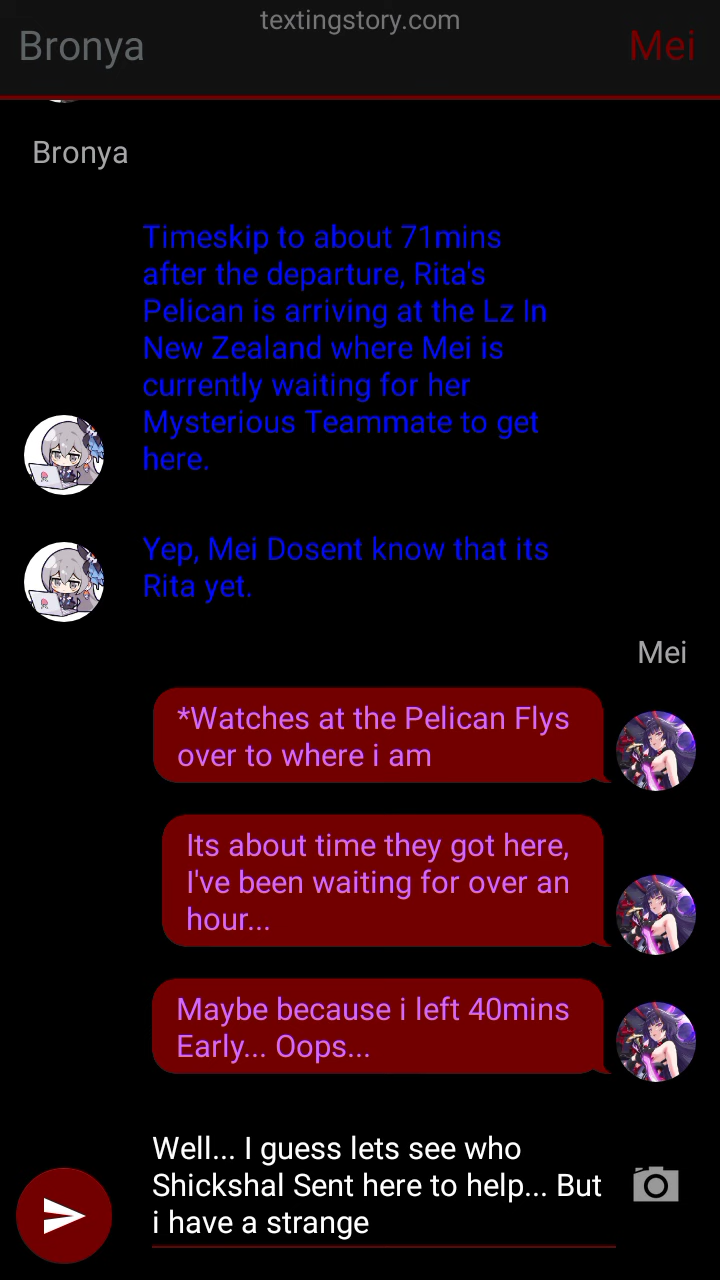 textingstory.com
Bronya
Mei
Bronya
Timeskip to about 71mins
after the departure, Rita's
Pelican is arriving at the Lz In
New Zealand where Mei is
currently waiting for her
Mysterious Teammate to get
here.
Yep, Mei Dosent know that its
Rita yet.
Mei
*Watches at the Pelican Flys
over to where i am
Its about time they got here,
I've been waiting for over an
hour...
Maybe because i left 40mins
Early... Oops...
Well... I guess lets see who
Shickshal Sent here to help... But
i have a strange